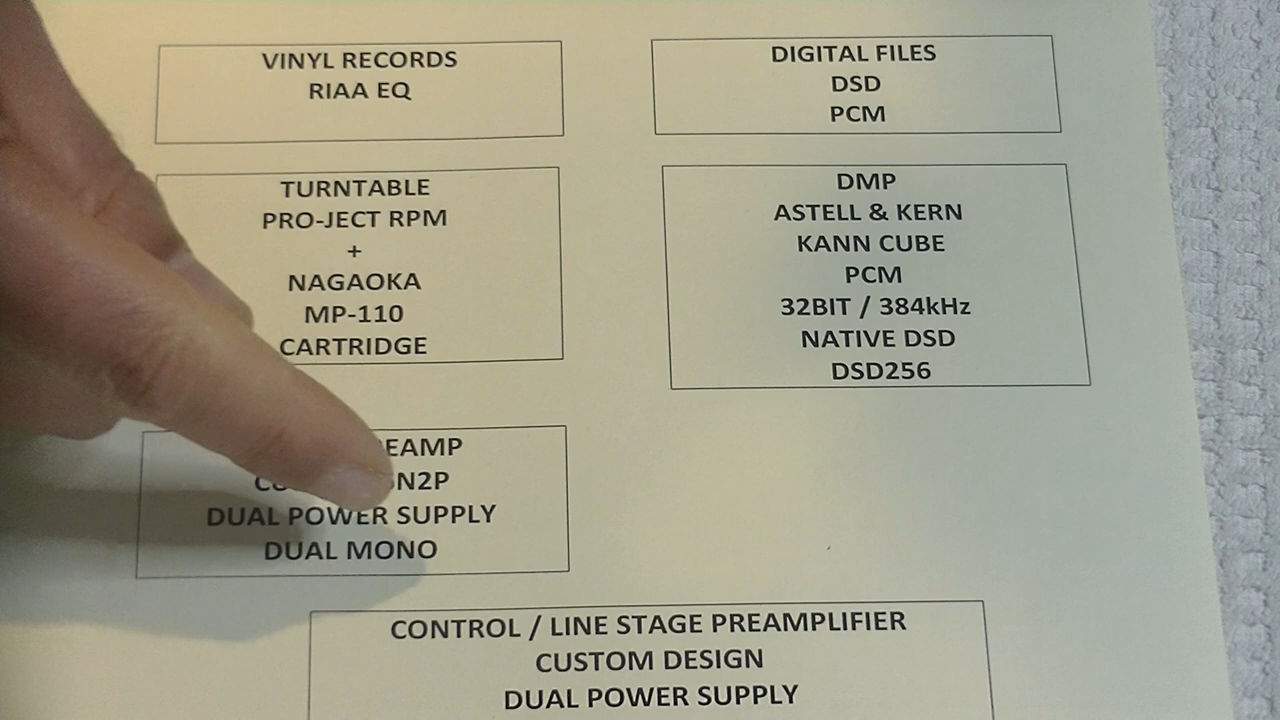 VINYL RECORDS
RIAA EQ
DIGITAL FILES
DSD
PCM
TURNTABLE
PRO-JECT RPM
+
NAGAOKA
MP-110
CARTRIDGE
DMP
ASTELL & KERN
KANN CUBE
PCM
32BIT / 384kHz
NATIVE DSD
DSD256
DUAL POWER SUPPLY
DUAL MONO
CONTROL / LINE STAGE PREAMPLIFIER
CUSTOM DESIGN
DUAL POWER SUPPLY